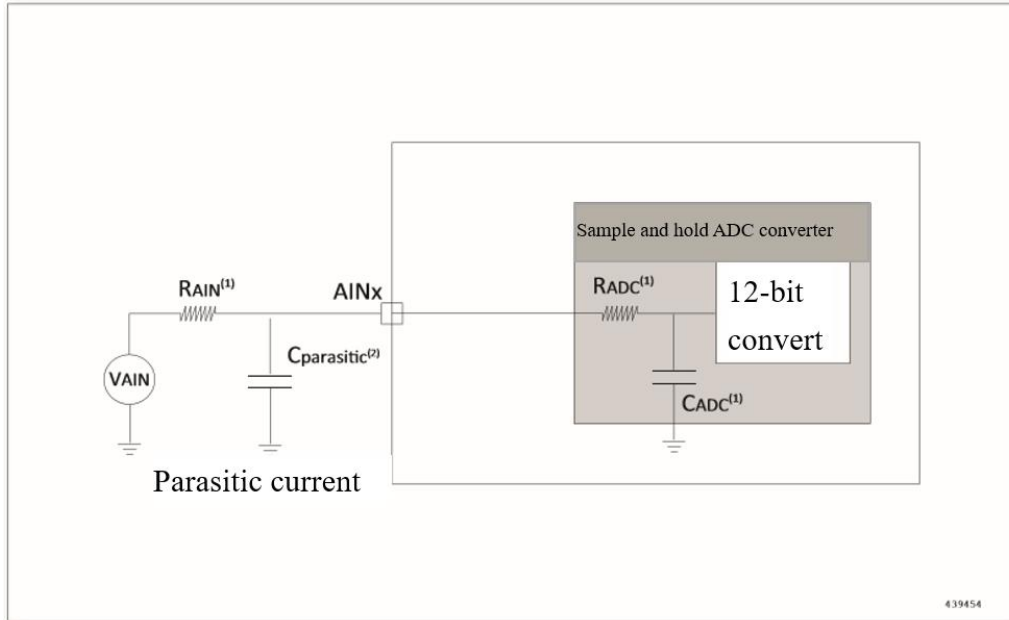 Sample and hold ADC converter
RAIN(1)
AINx
RADC(1)
12-bit
convert
Cparasitic(2)
VAIN
CADC(1)
Parasitic current
439454